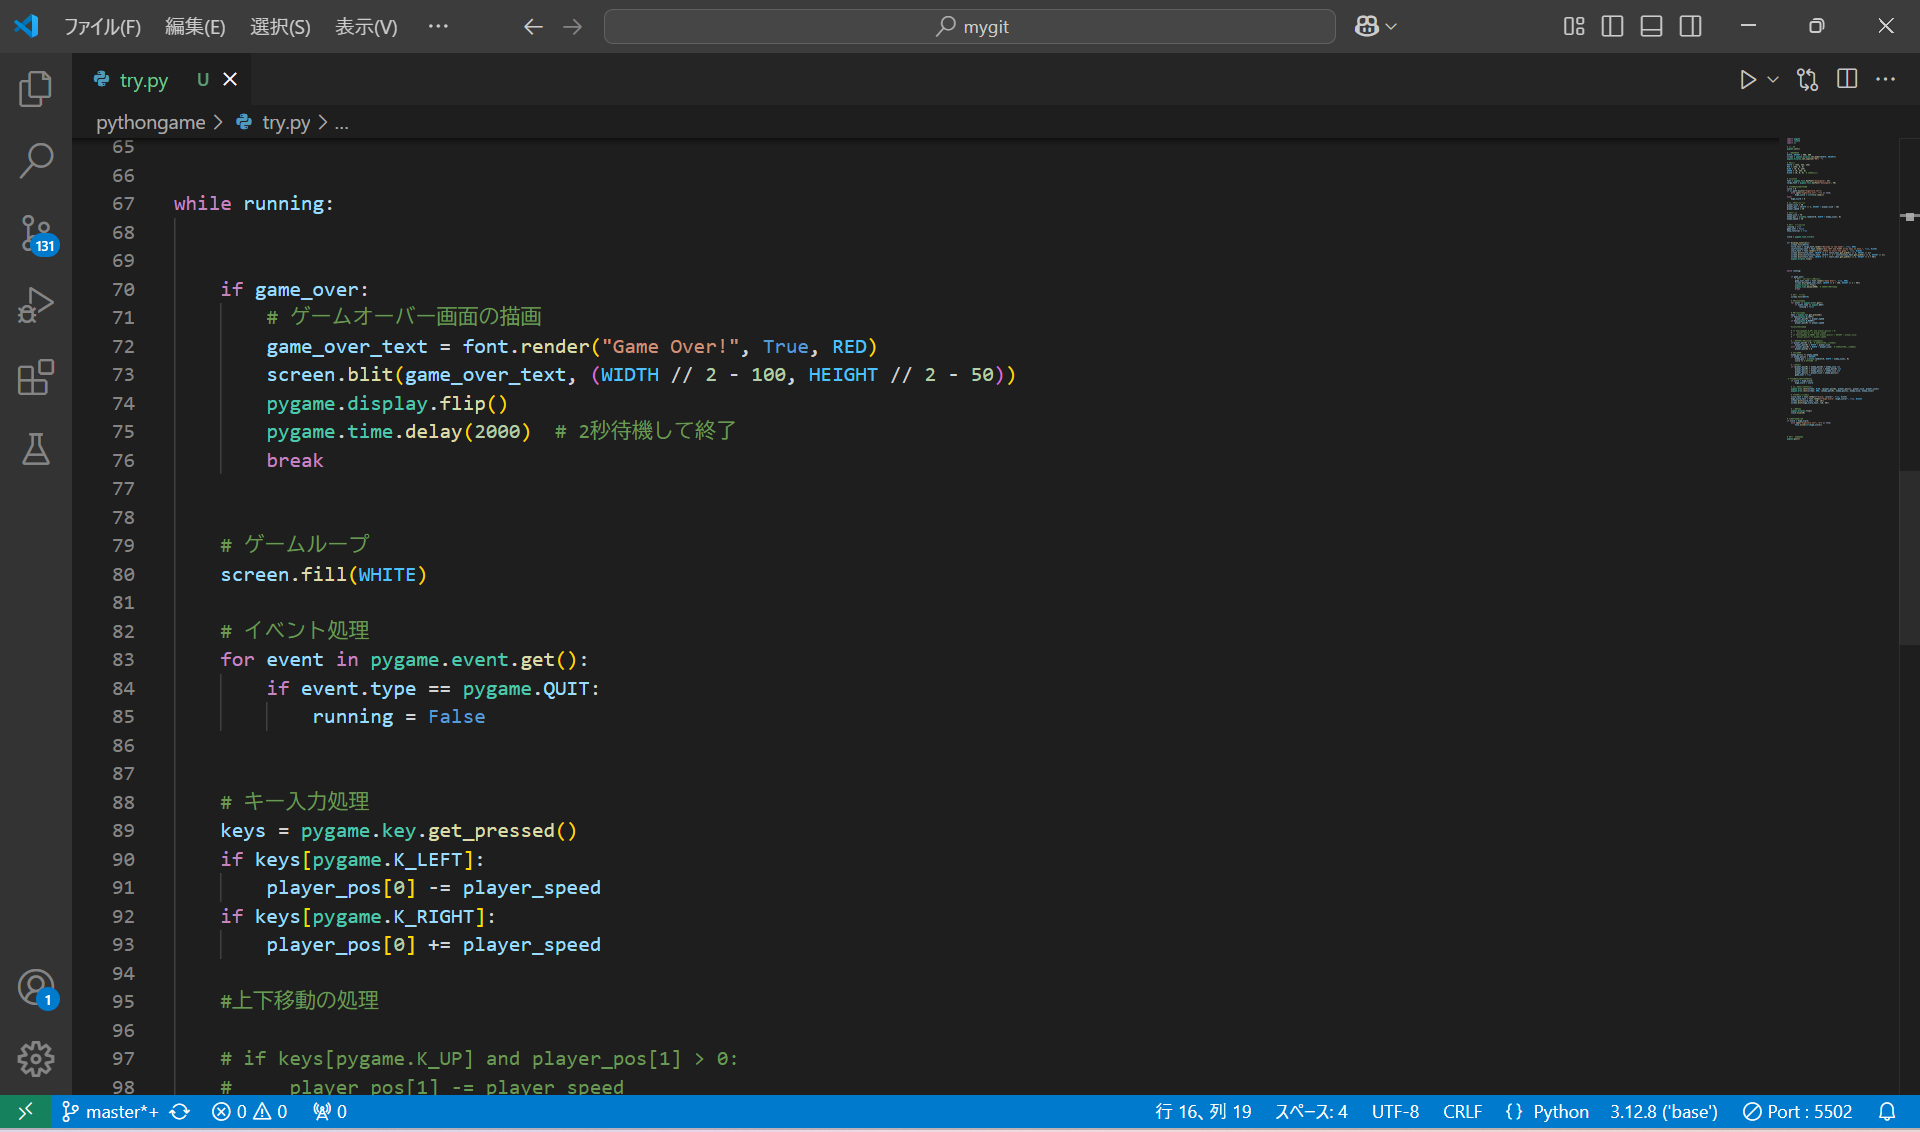 ファイル(F) 編集(E) 選択(S) 表示(V) ··· mygit
try.py U
pythongame > try.py > ...
131
1
65
66
67 while running:
68
69
70 if game_over:
71 # ゲームオーバー画面の描画
72 game_over_text = font.render("Game Over!", True, RED)
73 screen.blit(game_over_text, (WIDTH // 2 - 100, HEIGHT // 2 - 50))
74 pygame.display.flip()
75 pygame.time.delay(2000)  # 2秒待機して終了
76 break
77
78
79 # ゲームループ
80 screen.fill(WHITE)
81
82 # イベント処理
83 for event in pygame.event.get():
84 if event.type == pygame.QUIT:
85 running = False
86
87
88 # キー入力処理
89 keys = pygame.key.get_pressed()
90 if keys[pygame.K_LEFT]:
91 player_pos[0] -= player_speed
92 if keys[pygame.K_RIGHT]:
93 player_pos[0] += player_speed
94
95 #上下移動の処理
96
97 # if keys[pygame.K_UP] and player_pos[1] > 0:
98 #     player_pos[1] -= player_speed
master*+ 0 0 0 行 16、列 19 スペース: 4 UTF-8 CRLF {} Python 3.12.8 ('base') Port : 5502